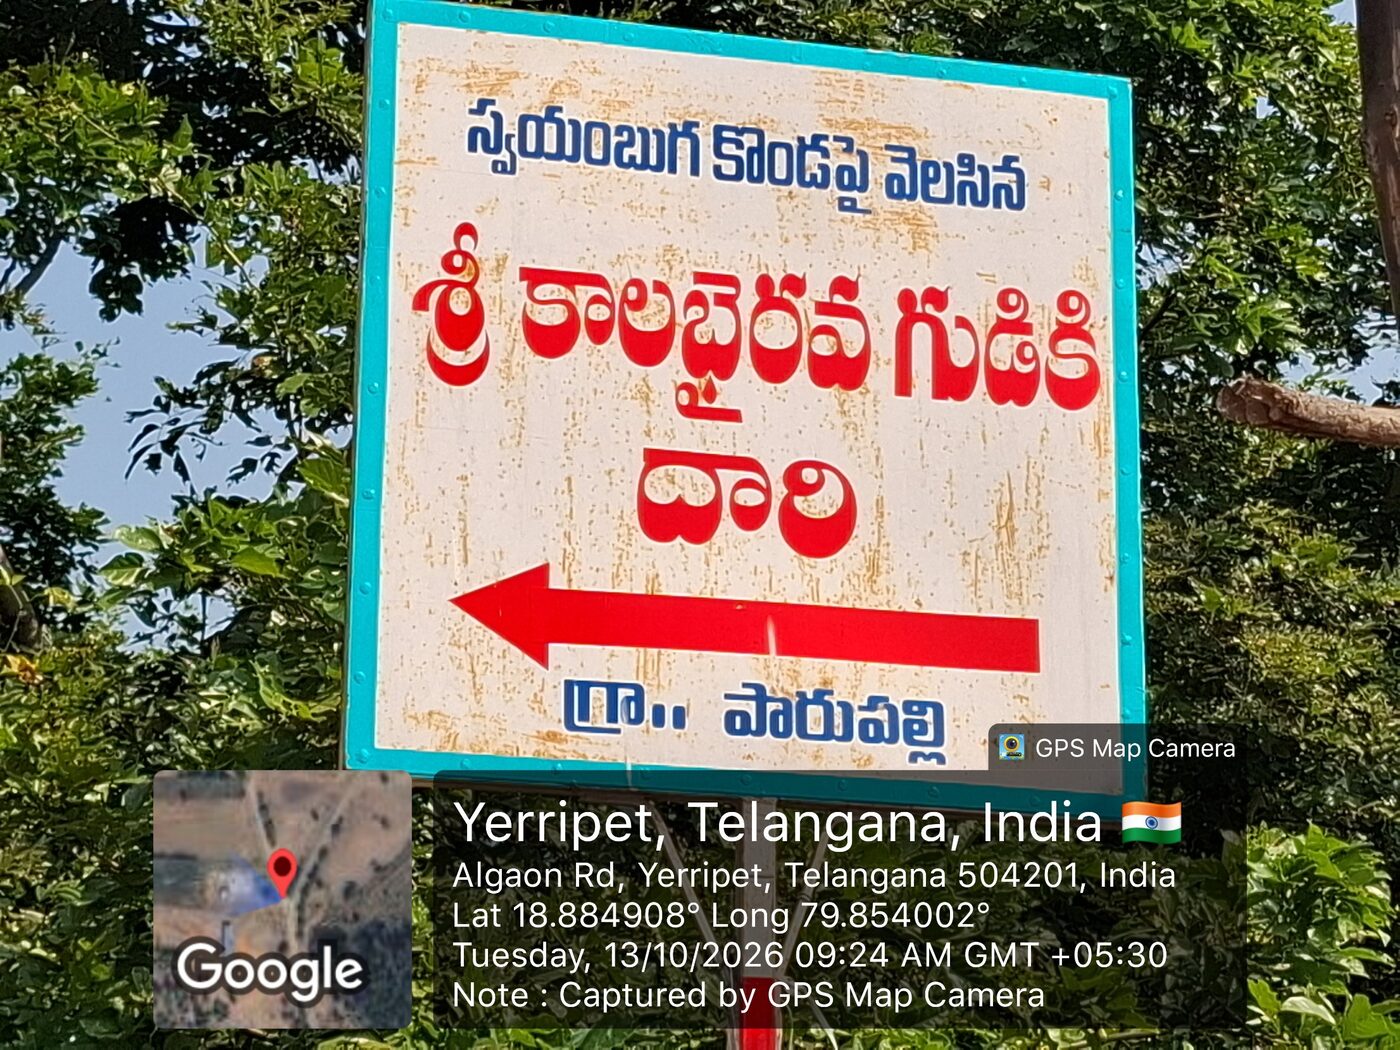 స్వయంబుగ కొండపై వెలసిన
శ్రీ కాలభైరవ గుడికి
దారి
గ్రా.. పారుపల్లి
GPS Map Camera
Yerripet, Telangana, India
Algaon Rd, Yerripet, Telangana 504201, India
Lat 18.884908° Long 79.854002°
Tuesday, 13/10/2026 09:24 AM GMT +05:30
Note : Captured by GPS Map Camera
Google